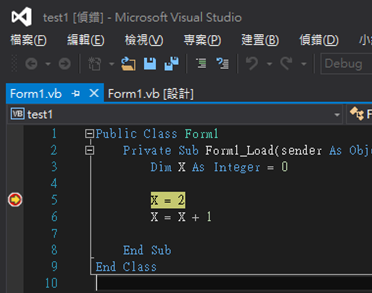 test1 [偵錯] - Microsoft Visual Studio
檔案(F) 編輯(E) 檢視(V) 專案(P) 建置(B) 偵錯(D)
Debug
Form1.vb Form1.vb [設計]
VB test1
1 Public Class Form1
2 Private Sub Form1_Load(sender As Obj
3 Dim X As Integer = 0
4
5 X = 2
6 X = X + 1
7
8 End Sub
9 End Class
10